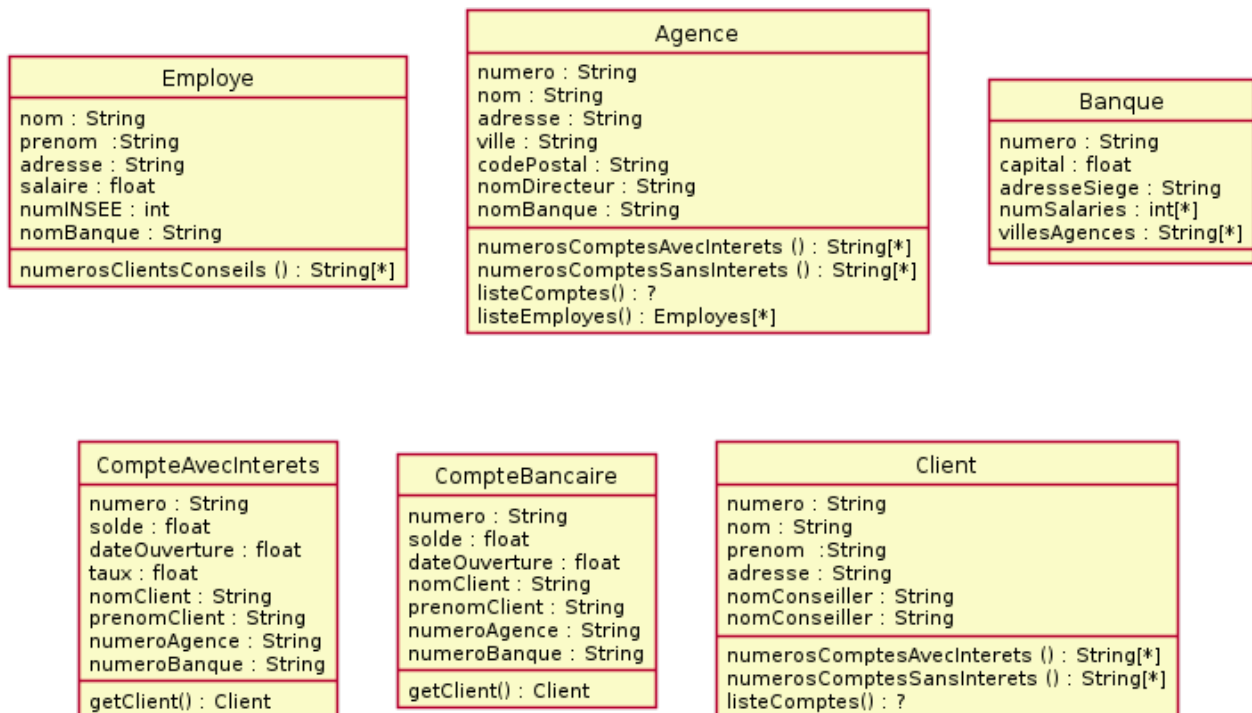 Employe
nom : String
prenom  :String
adresse : String
salaire : float
numINSEE : int
nomBanque : String
numerosClientsConseils () : String[*]
Agence
numero : String
nom : String
adresse : String
ville : String
codePostal : String
nomDirecteur : String
nomBanque : String
numerosComptesAvecInterets () : String[*]
numerosComptesSansInterets () : String[*]
listeComptes() : ?
listeEmployes() : Employes[*]
Banque
numero : String
capital : float
adresseSiege : String
numSalaries : int[*]
villesAgences : String[*]
CompteAvecInterets
numero : String
solde : float
dateOuverture : float
taux : float
nomClient : String
prenomClient : String
numeroAgence : String
numeroBanque : String
getClient() : Client
CompteBancaire
numero : String
solde : float
dateOuverture : float
nomClient : String
prenomClient : String
numeroAgence : String
numeroBanque : String
getClient() : Client
Client
numero : String
nom : String
prenom  :String
adresse : String
nomConseiller : String
nomConseiller : String
numerosComptesAvecInterets () : String[*]
numerosComptesSansInterets () : String[*]
listeComptes() : ?